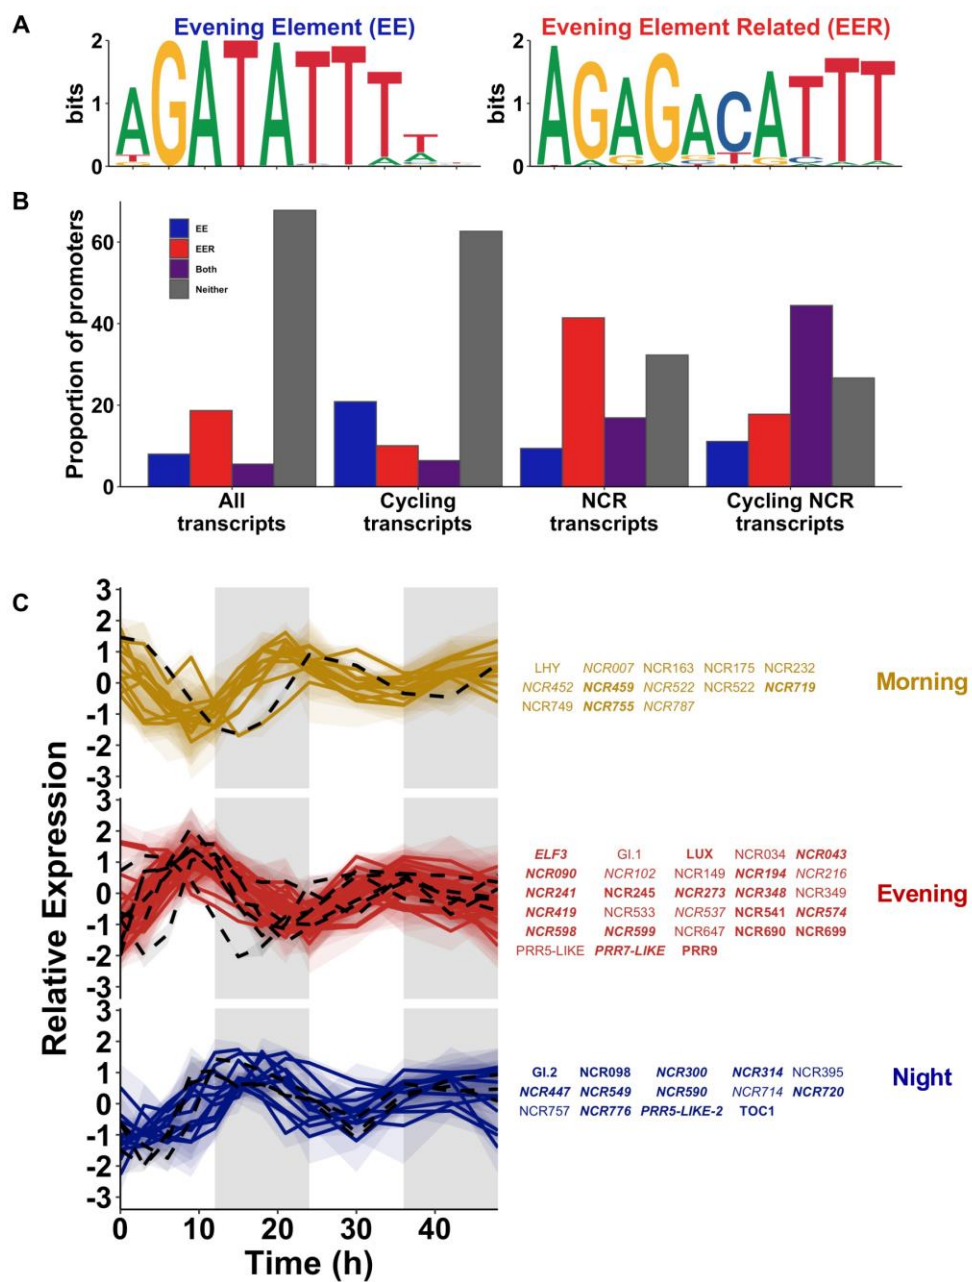 A
Evening Element (EE)
Evening Element Related (EER)
2
bits
1
0
AGATATTTT
2
bits
1
0
AGAGACATTT
B
Proportion of promoters
60
40
20
0
EE
EER
Both
Neither
All transcripts
Cycling transcripts
NCR transcripts
Cycling NCR transcripts
C
Relative Expression
3
2
1
0
-1
-2
-3
LHY NCR007 NCR163 NCR175 NCR232
NCR452 NCR459 NCR522 NCR522 NCR719
NCR749 NCR755 NCR787
Morning
3
2
1
0
-1
-2
-3
ELF3 GI.1 LUX NCR034 NCR043
NCR090 NCR102 NCR149 NCR194 NCR216
NCR241 NCR245 NCR273 NCR348 NCR349
NCR419 NCR533 NCR537 NCR541 NCR574
NCR598 NCR599 NCR647 NCR690 NCR699
PRR5-LIKE PRR7-LIKE PRR9
Evening
3
2
1
0
-1
-2
-3
GI.2 NCR098 NCR300 NCR314 NCR395
NCR447 NCR549 NCR590 NCR714 NCR720
NCR757 NCR776 PRR5-LIKE-2 TOC1
Night
0 20 40
Time (h)